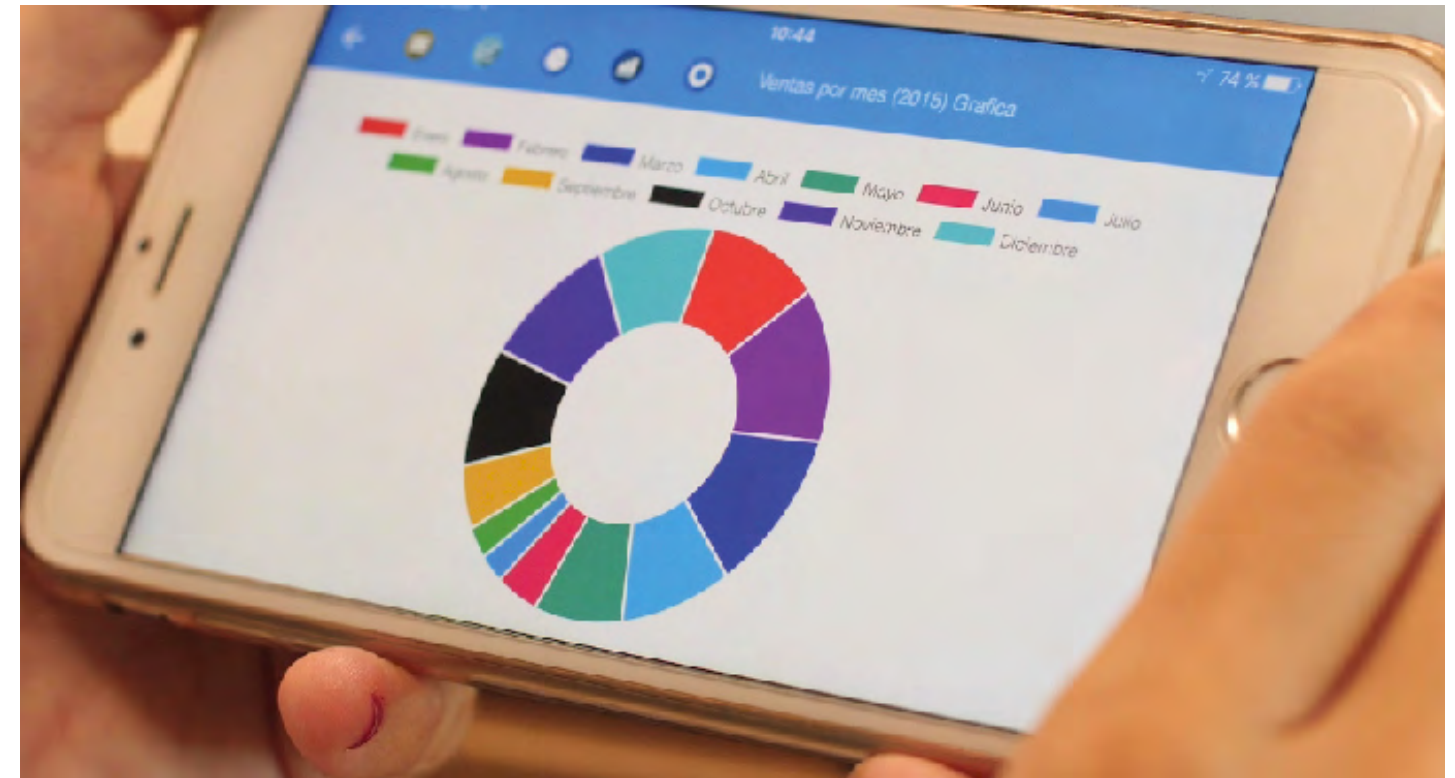 10:44
74 %
Ventas por mes (2015) Grafica
Enero Febrero Marzo Abril Mayo Junio Julio
Agosto Septiembre Octubre Noviembre Diciembre